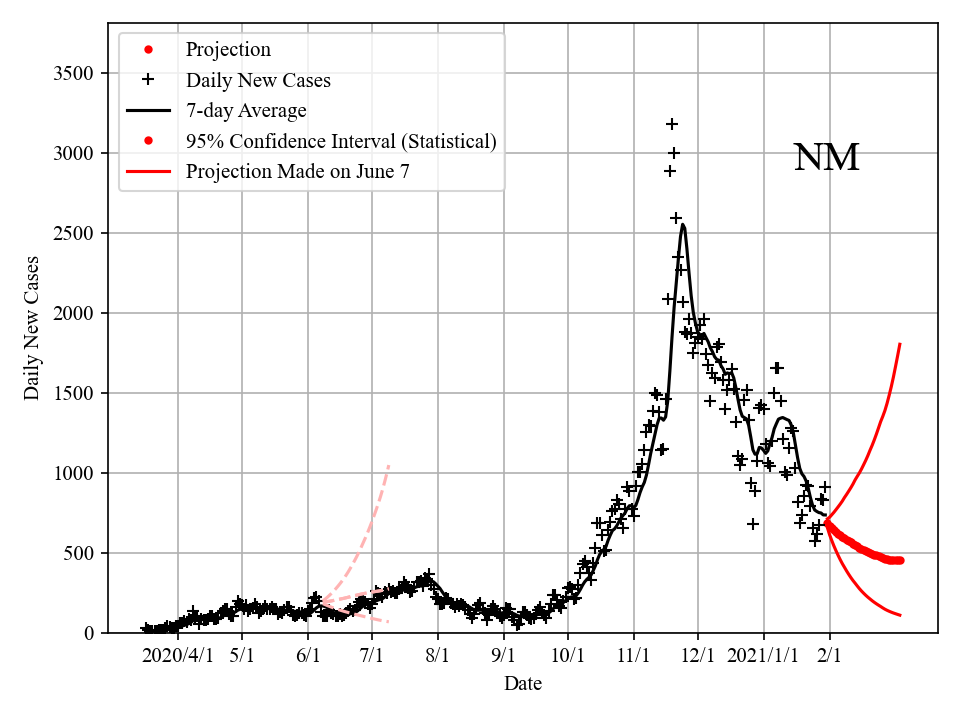 Projection
Daily New Cases
7-day Average
95% Confidence Interval (Statistical)
Projection Made on June 7
NM
3500
3000
2500
2000
1500
1000
500
0
Daily New Cases
2020/4/1 5/1 6/1 7/1 8/1 9/1 10/1 11/1 12/1 2021/1/1 2/1
Date